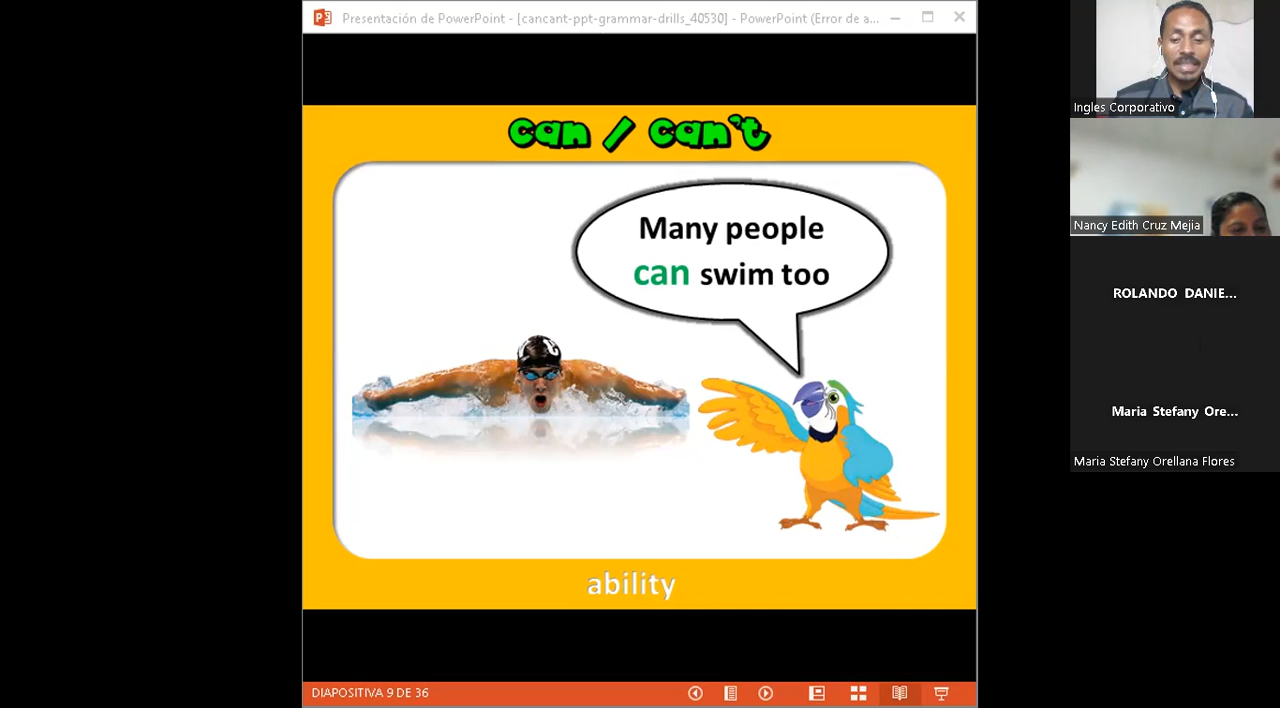 Presentación de PowerPoint - [cancant-ppt-grammar-drills_40530] - PowerPoint (Error de a...
can / can't
Many people
can swim too
ability
DIAPOSITIVA 9 DE 36
Ingles Corporativo
Nancy Edith Cruz Mejia
ROLANDO DANIE...
Maria Stefany Ore...
Maria Stefany Orellana Flores